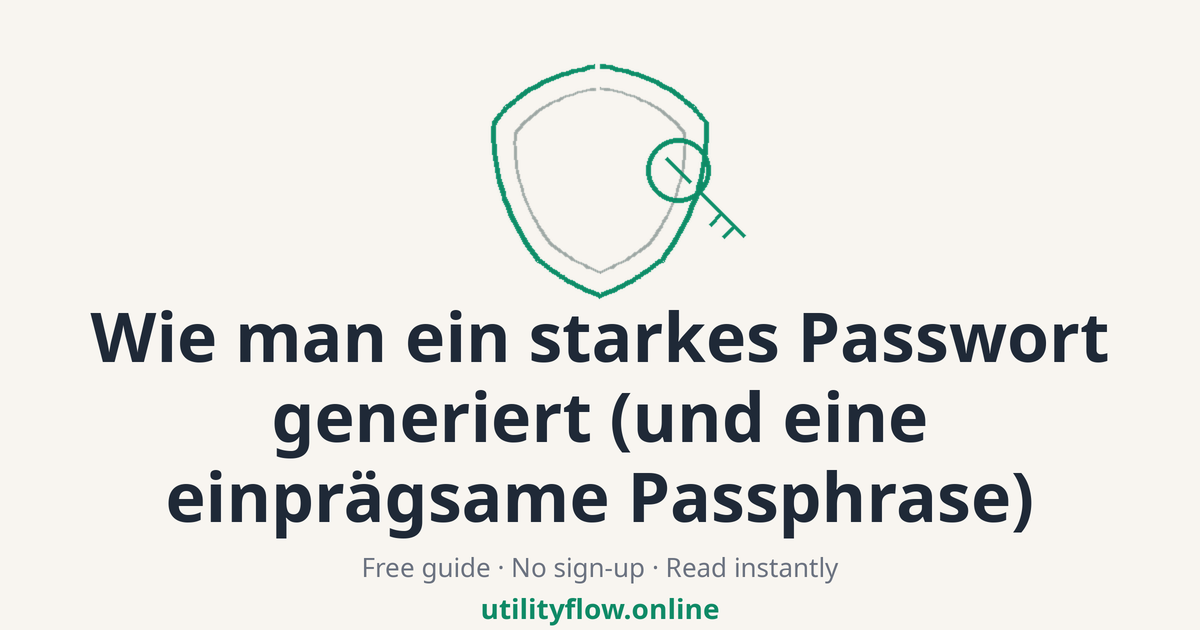 Wie man ein starkes Passwort
generiert (und eine
einprägsame Passphrase)
Free guide · No sign-up · Read instantly
utilityflow.online